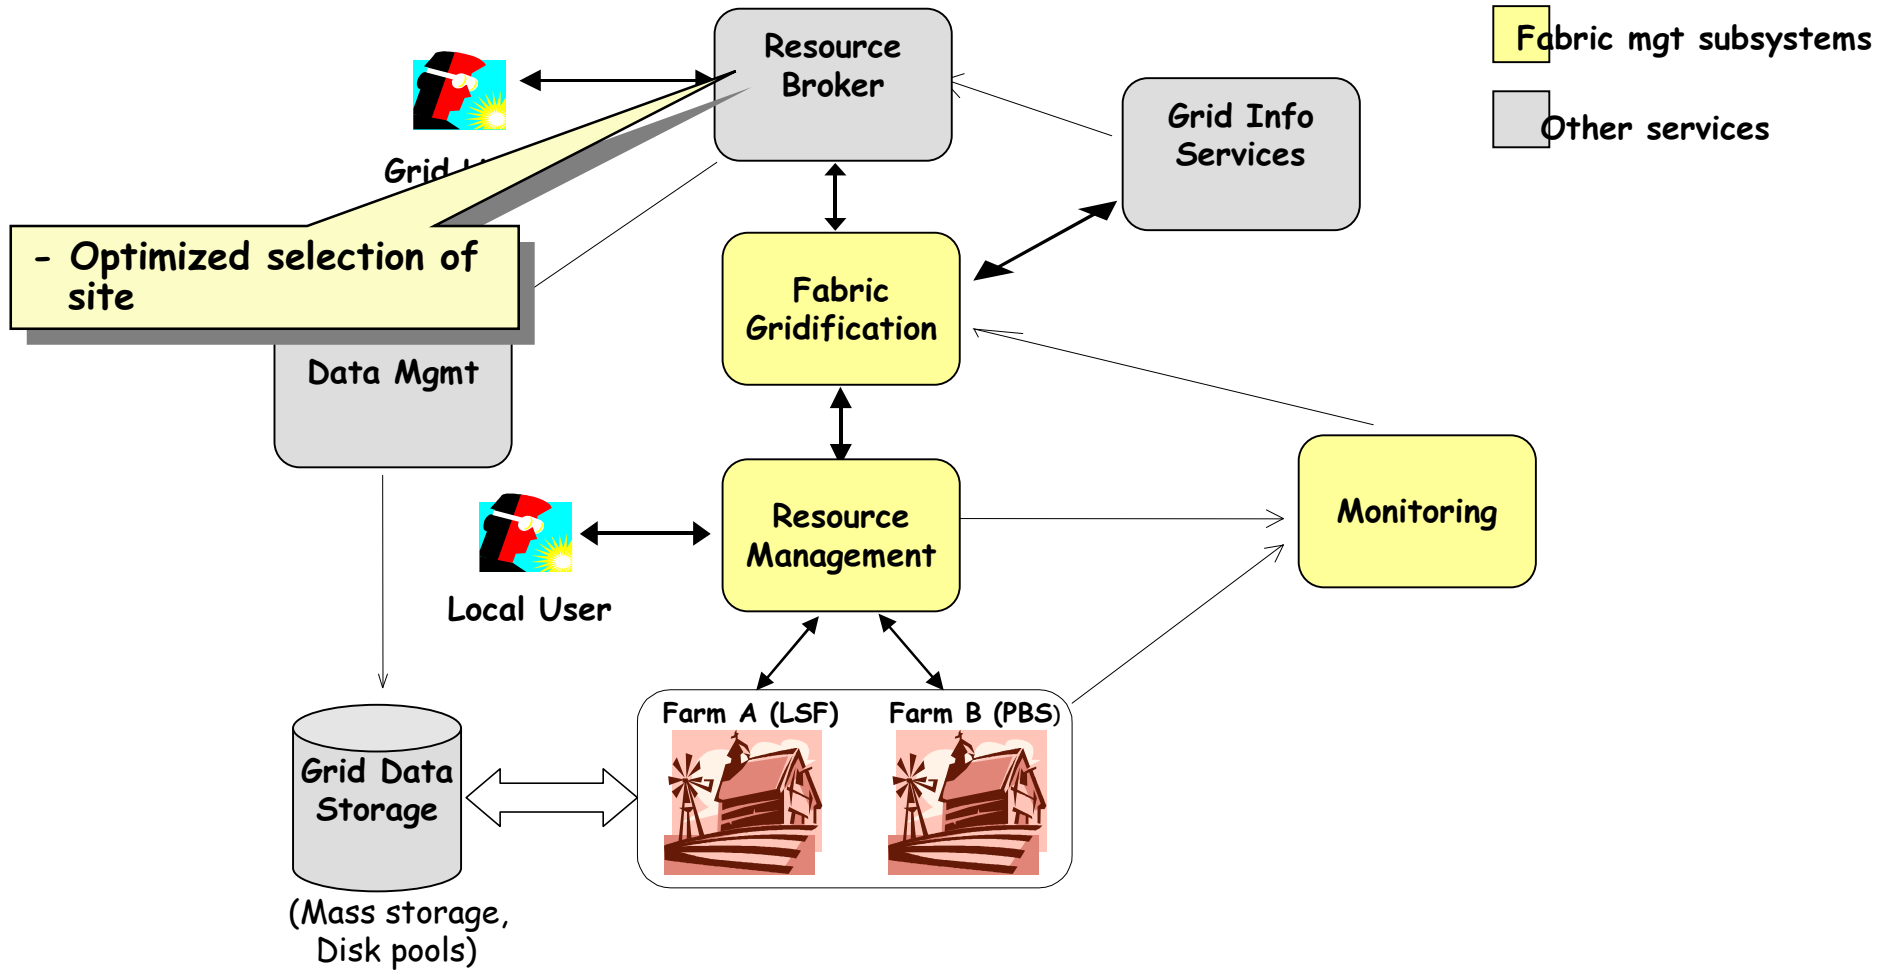 Resource
Broker
Fabric mgt subsystems
Grid Info
Services
Other services
Grid
- Optimized selection of
site
Fabric
Gridification
Data Mgmt
Resource
Management
Monitoring
Local User
Farm A (LSF)
Farm B (PBS)
Grid Data
Storage
(Mass storage,
Disk pools)